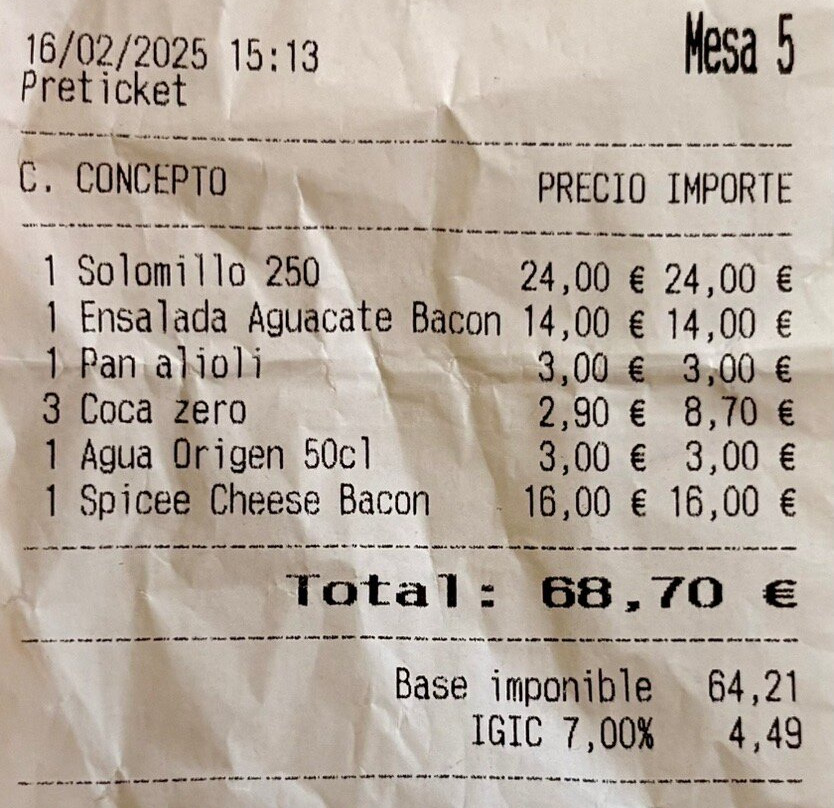 16/02/2025 15:13 Mesa 5
Preticket
C. CONCEPTO PRECIO IMPORTE
1 Solomillo 250 24,00 € 24,00 €
1 Ensalada Aguacate Bacon 14,00 € 14,00 €
1 Pan alioli 3,00 € 3,00 €
3 Coca zero 2,90 € 8,70 €
1 Agua Origen 50cl 3,00 € 3,00 €
1 Spicee Cheese Bacon 16,00 € 16,00 €
Total: 68,70 €
Base imponible 64,21
IGIC 7,00% 4,49